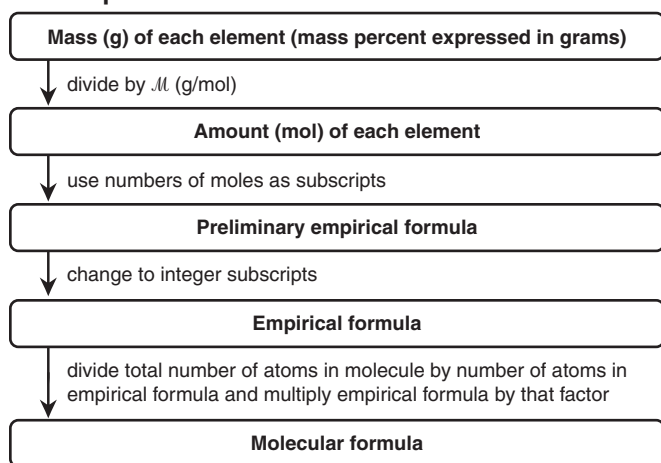 Mass (g) of each element (mass percent expressed in grams)
divide by ℳ (g/mol)
Amount (mol) of each element
use numbers of moles as subscripts
Preliminary empirical formula
change to integer subscripts
Empirical formula
divide total number of atoms in molecule by number of atoms in
empirical formula and multiply empirical formula by that factor
Molecular formula